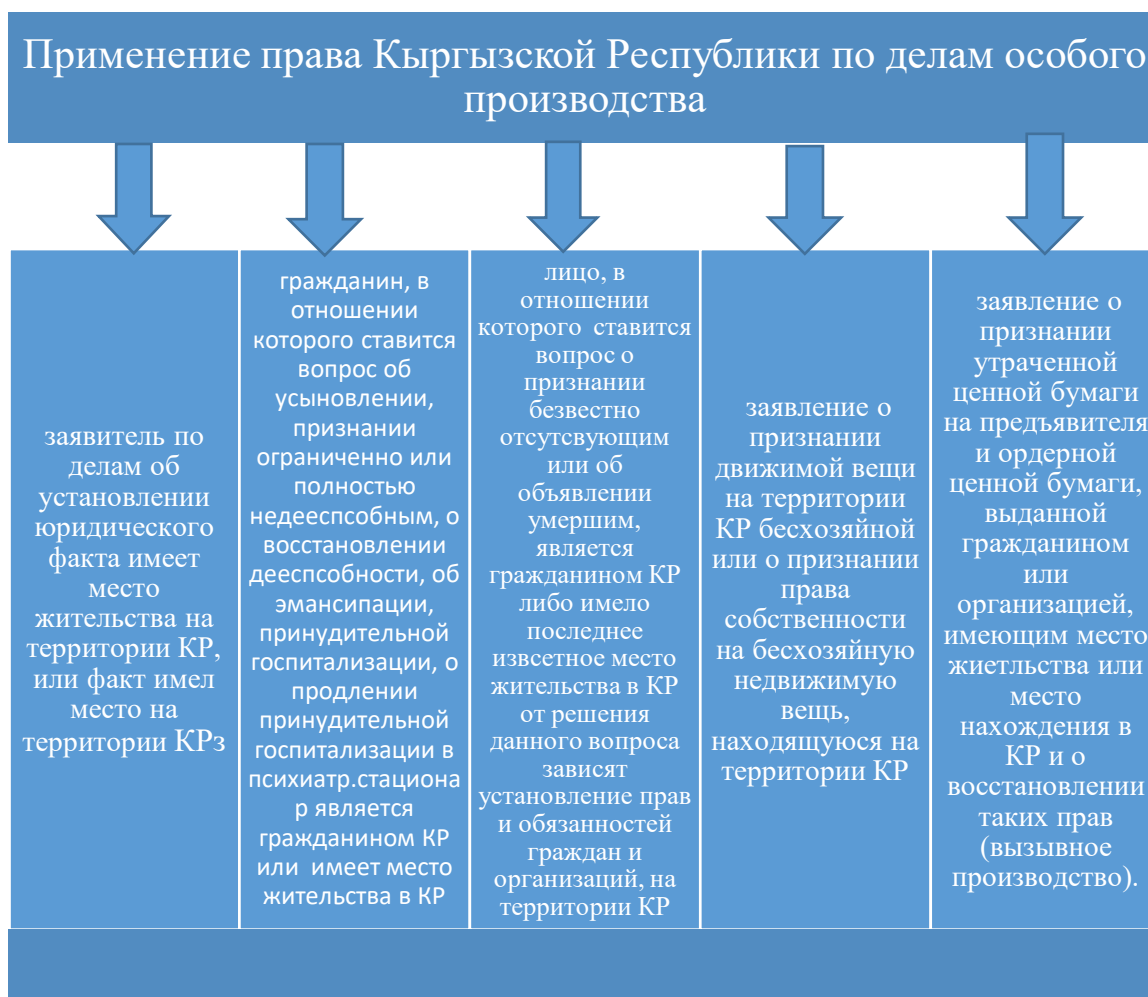 Применение права Кыргызской Республики по делам особого
производства
заявитель по
делам об
установлении
юридического
факта имеет
место
жительства на
территории КР,
или факт имел
место на
территории КРз
гражданин, в
отношении
которого ставится
вопрос об
усыновлении,
признании
ограниченно или
полностью
недееспсобным, о
восстановлении
дееспсобности, об
эмансипации,
принудительной
госпитализации, о
продлении
принудительной
госпитализации в
психиатр.стациона
р является
гражданином КР
или имеет место
жительства в КР
лицо, в
отношении
которого ставится
вопрос о
признании
безвестно
отсутсвующим
или об
объявлении
умершим,
является
гражданином КР
либо имело
последнее
извсетное место
жительства в КР
от решения
данного вопроса
зависят
установление прав
и обязанностей
граждан и
организаций, на
территории КР
заявление о
признании
движимой вещи
на территории
КР бесхозяйной
или о признании
права
собственности
на бесхозяйную
недвижимую
вещь,
находящуюся на
территории КР
заявление о
признании
утраченной
ценной бумаги
на предъявителя
и ордерной
ценной бумаги,
выданной
гражданином
или
организацией,
имеющим место
жиетльства или
место
нахождения в
КР и о
восстановлении
таких прав
(вызывное
производство).